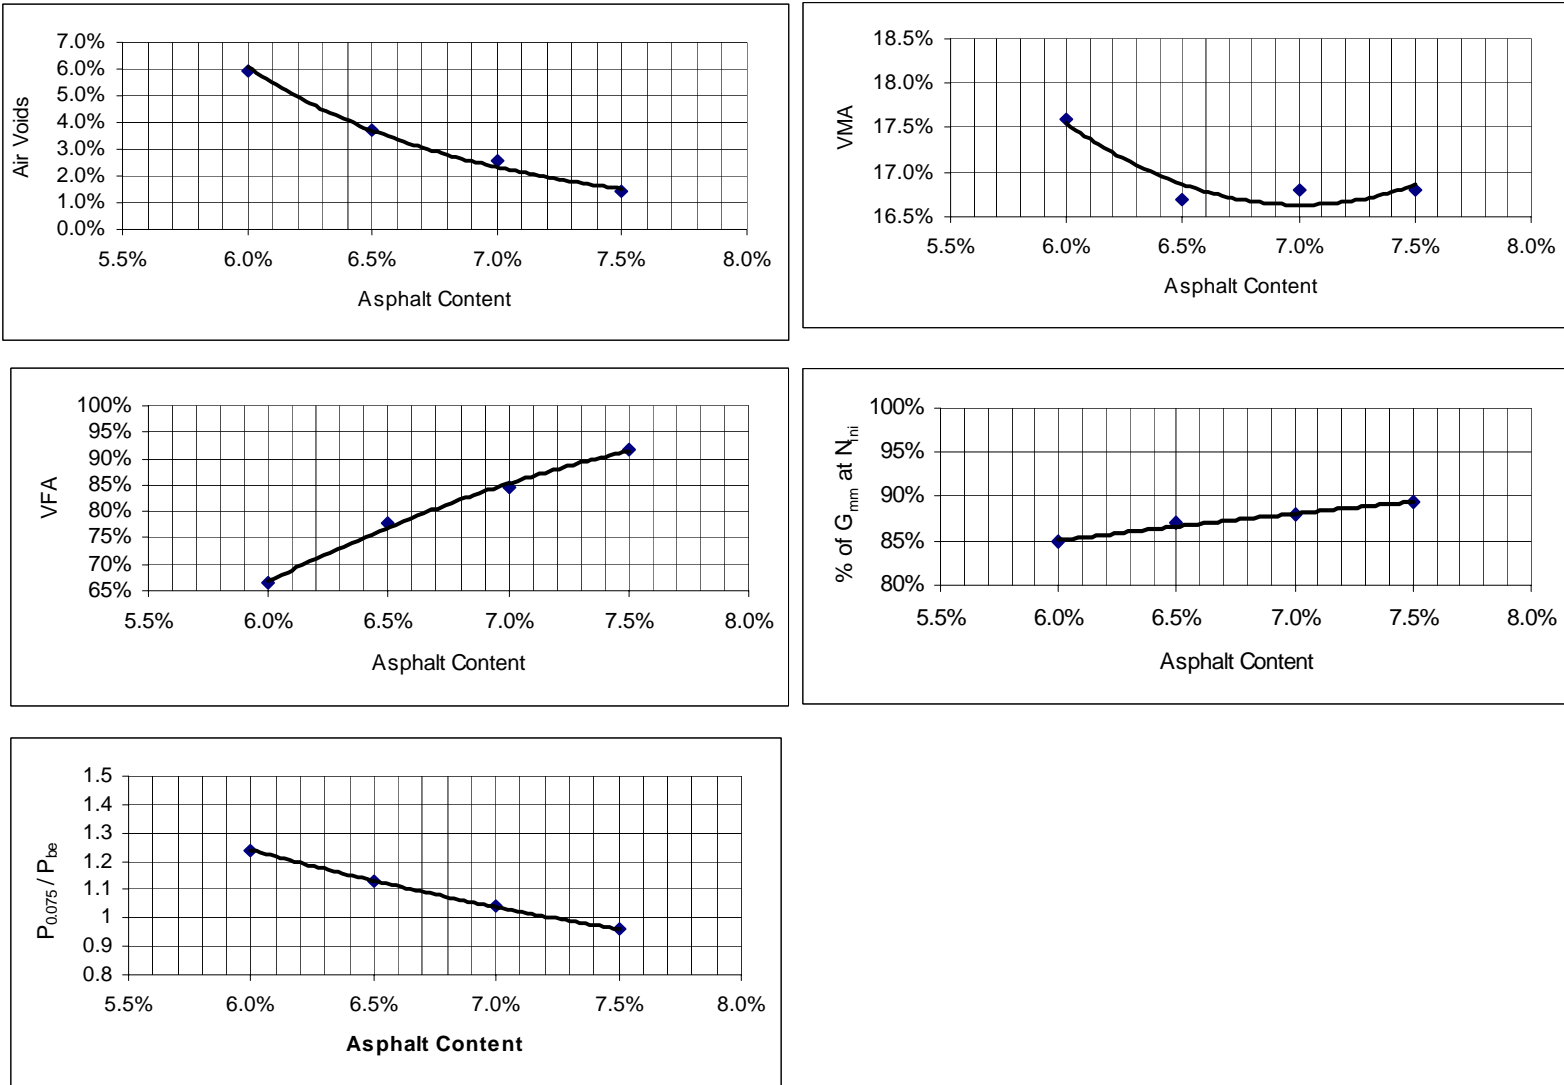 7.0%
6.0%
5.0%
4.0%
3.0%
2.0%
1.0%
0.0%
Air Voids
5.5% 6.0% 6.5% 7.0% 7.5% 8.0%
Asphalt Content
18.5%
18.0%
17.5%
17.0%
16.5%
VMA
5.5% 6.0% 6.5% 7.0% 7.5% 8.0%
Asphalt Content
100%
95%
90%
85%
80%
75%
70%
65%
VFA
5.5% 6.0% 6.5% 7.0% 7.5% 8.0%
Asphalt Content
100%
95%
90%
85%
80%
% of Gmm at Nini
5.5% 6.0% 6.5% 7.0% 7.5% 8.0%
Asphalt Content
1.5
1.4
1.3
1.2
1.1
1
0.9
0.8
P0.075 / Pbe
5.5% 6.0% 6.5% 7.0% 7.5% 8.0%
Asphalt Content